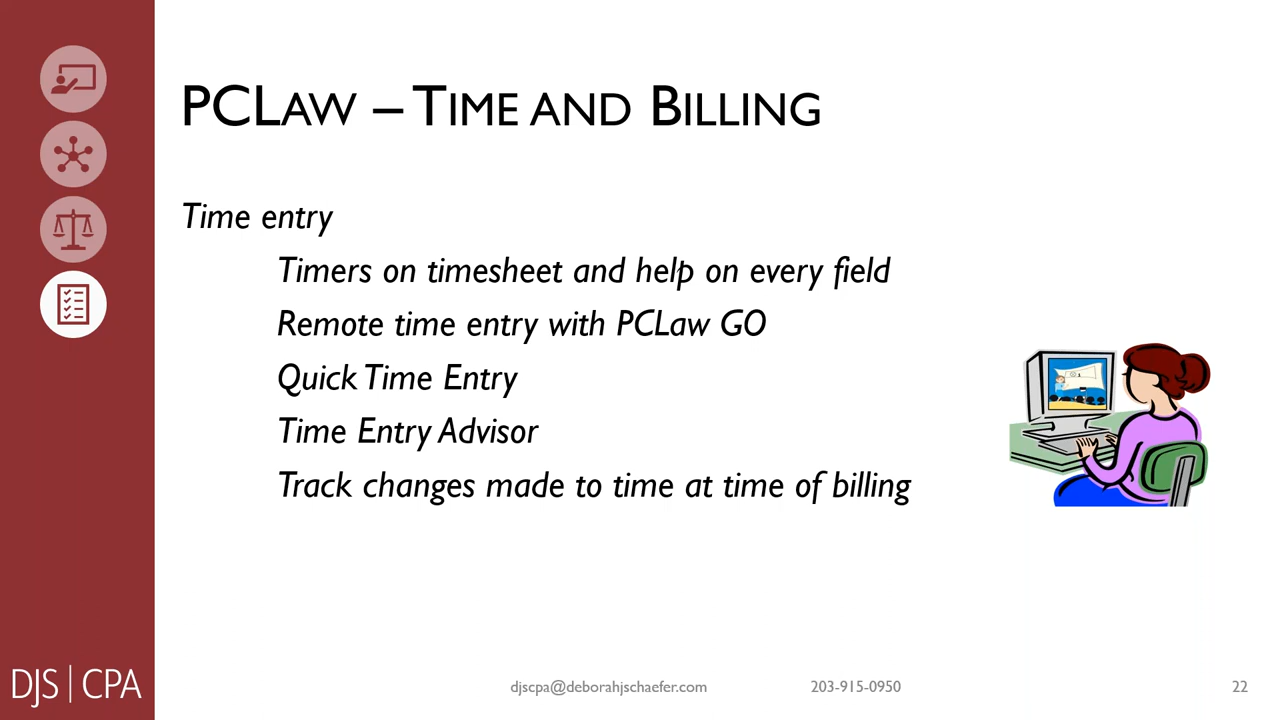 PCLaw – Time and Billing
Time entry
Timers on timesheet and help on every field
Remote time entry with PCLaw GO
Quick Time Entry
Time Entry Advisor
Track changes made to time at time of billing
DJS | CPA
djscpa@deborahjschaefer.com 203-915-0950 22